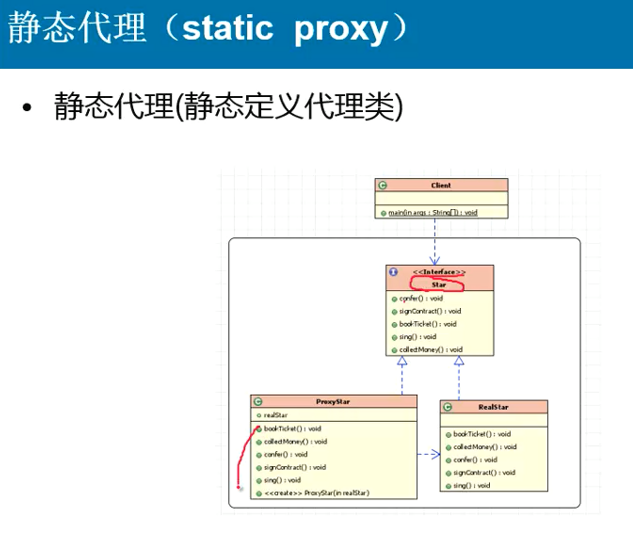 静态代理（static proxy）
• 静态代理(静态定义代理类)
Client
main(in args : String[]) : void
<<Interface>>
Star
confer() : void
signContract() : void
bookTicket() : void
sing() : void
collectMoney() : void
ProxyStar
realStar
bookTicket() : void
collectMoney() : void
confer() : void
signContract() : void
sing() : void
<<create>> ProxyStar(in realStar)
RealStar
bookTicket() : void
collectMoney() : void
confer() : void
signContract() : void
sing() : void